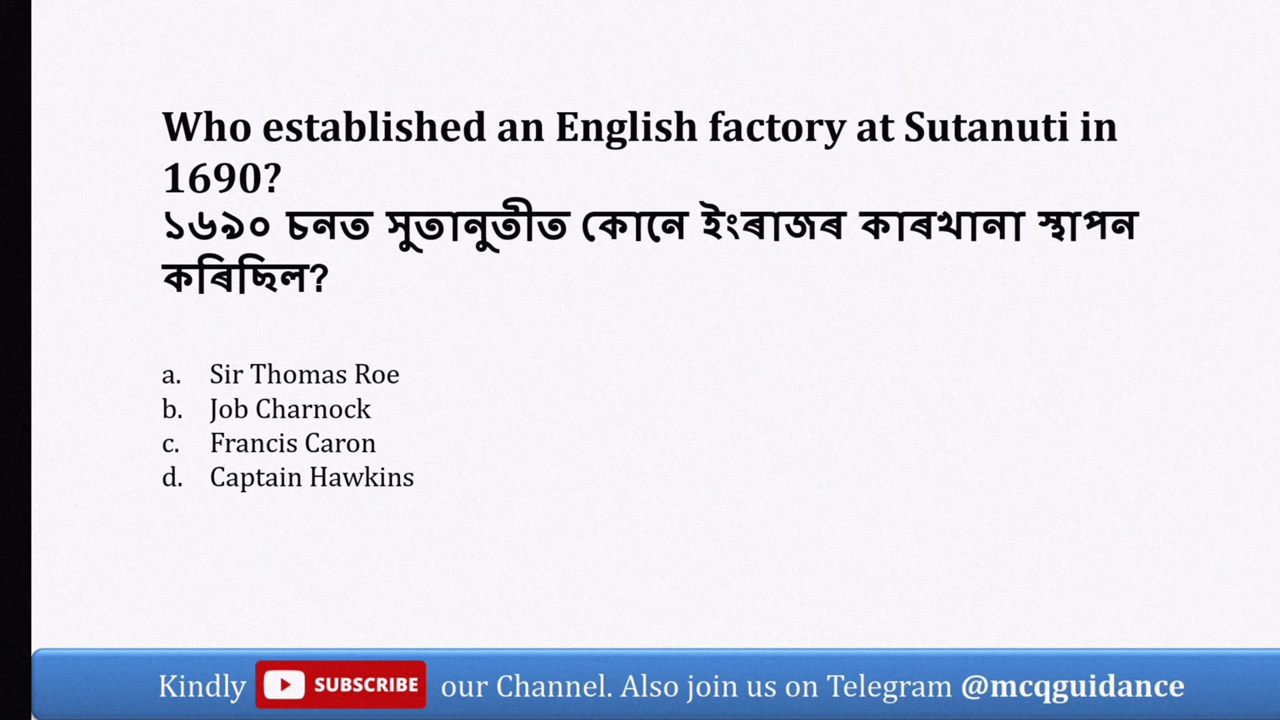 Who established an English factory at Sutanuti in
1690?
১৬৯০ চনত সুতানুতীত কোনে ইংৰাজৰ কাৰখানা স্থাপন
কৰিছিল?
a. Sir Thomas Roe
b. Job Charnock
c. Francis Caron
d. Captain Hawkins
Kindly SUBSCRIBE our Channel. Also join us on Telegram @mcqguidance